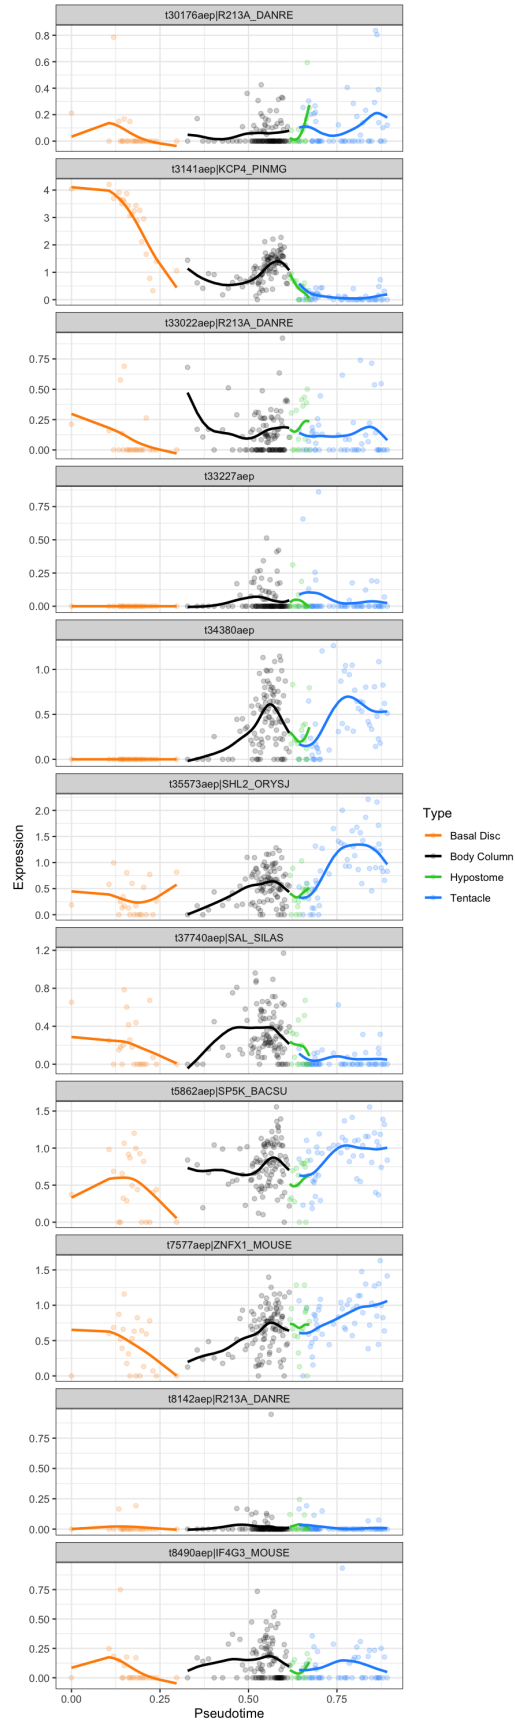 t30176aep|R213A_DANRE
0.8
0.6
0.4
0.2
0.0
t3141aep|KCP4_PINMG
4
3
2
1
0
t33022aep|R213A_DANRE
0.75
0.50
0.25
0.00
t33227aep
0.75
0.50
0.25
0.00
t34380aep
1.0
0.5
0.0
t35573aep|SHL2_ORYSJ
2.0
1.5
1.0
0.5
0.0
t37740aep|SAL_SILAS
1.2
0.8
0.4
0.0
t5862aep|SP5K_BACSU
1.5
1.0
0.5
0.0
t7577aep|ZNFX1_MOUSE
1.5
1.0
0.5
0.0
t8142aep|R213A_DANRE
0.75
0.50
0.25
0.00
t8490aep|IF4G3_MOUSE
0.75
0.50
0.25
0.00
0.00 0.25 0.50 0.75
Pseudotime
Expression
Type
Basal Disc
Body Column
Hypostome
Tentacle